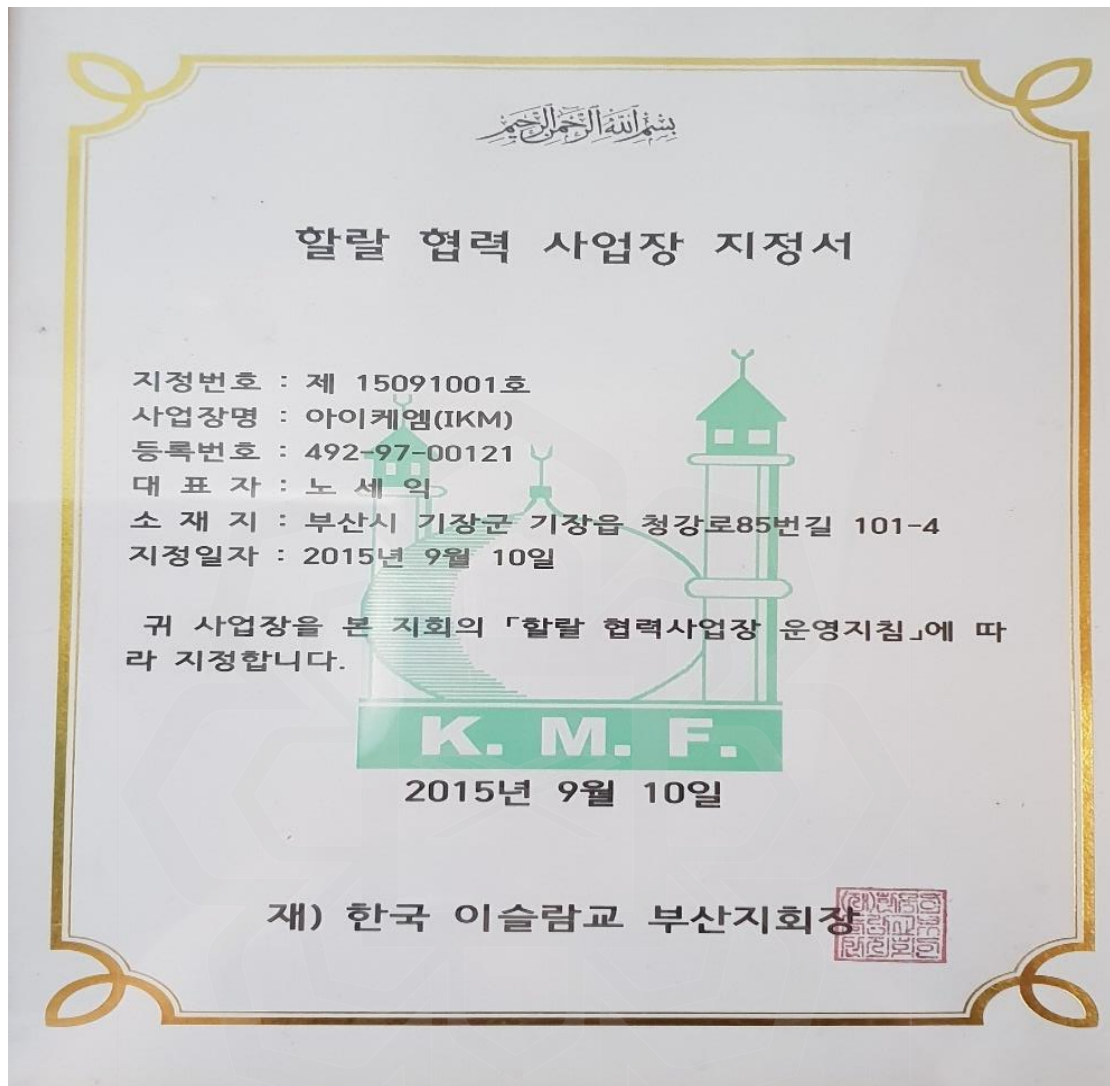 بسم الله الرحمن الرحيم
할랄 협력 사업장 지정서
지정번호 : 제 15091001호
사업장명 : 아이케엠(IKM)
등록번호 : 492-97-00121
대 표 자 : 노 세 익
소 재 지 : 부산시 기장군 기장읍 청강로85번길 101-4
지정일자 : 2015년 9월 10일
귀 사업장을 본 지회의 「할랄 협력사업장 운영지침」에 따
라 지정합니다.
K. M. F.
2015년 9월 10일
재) 한국 이슬람교 부산지회장